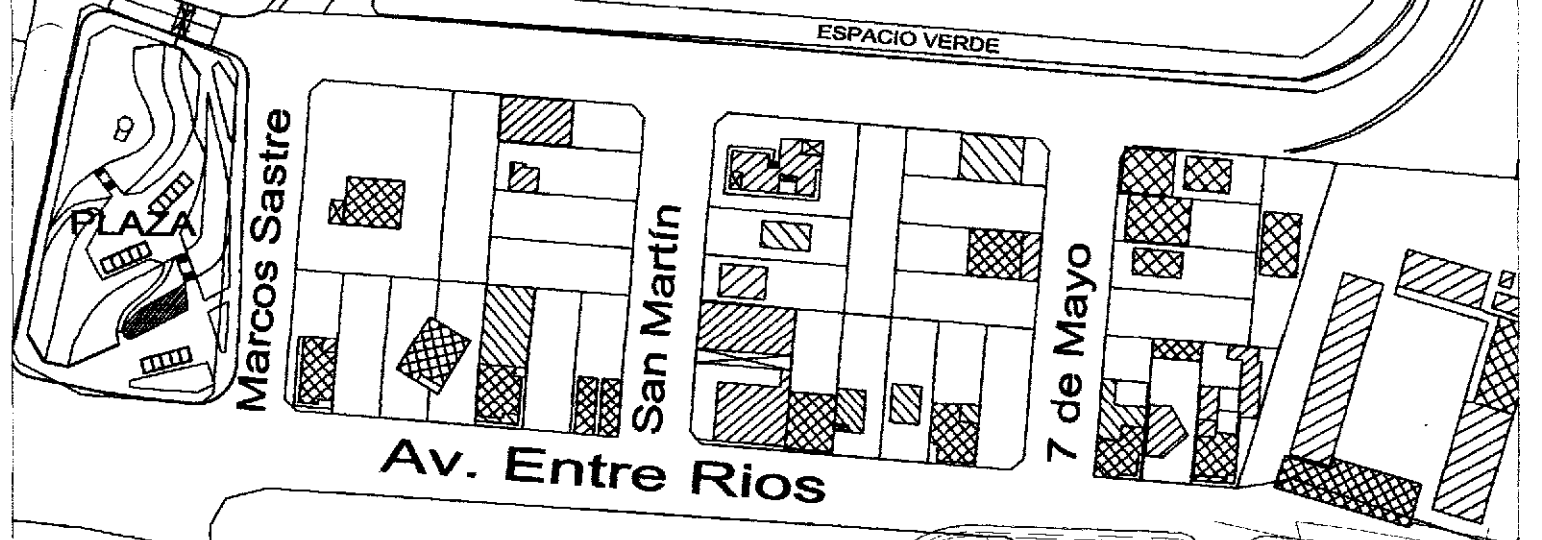 ESPACIO VERDE
PLAZA
Marcos Sastre
San Martín
7 de Mayo
Av. Entre Rios